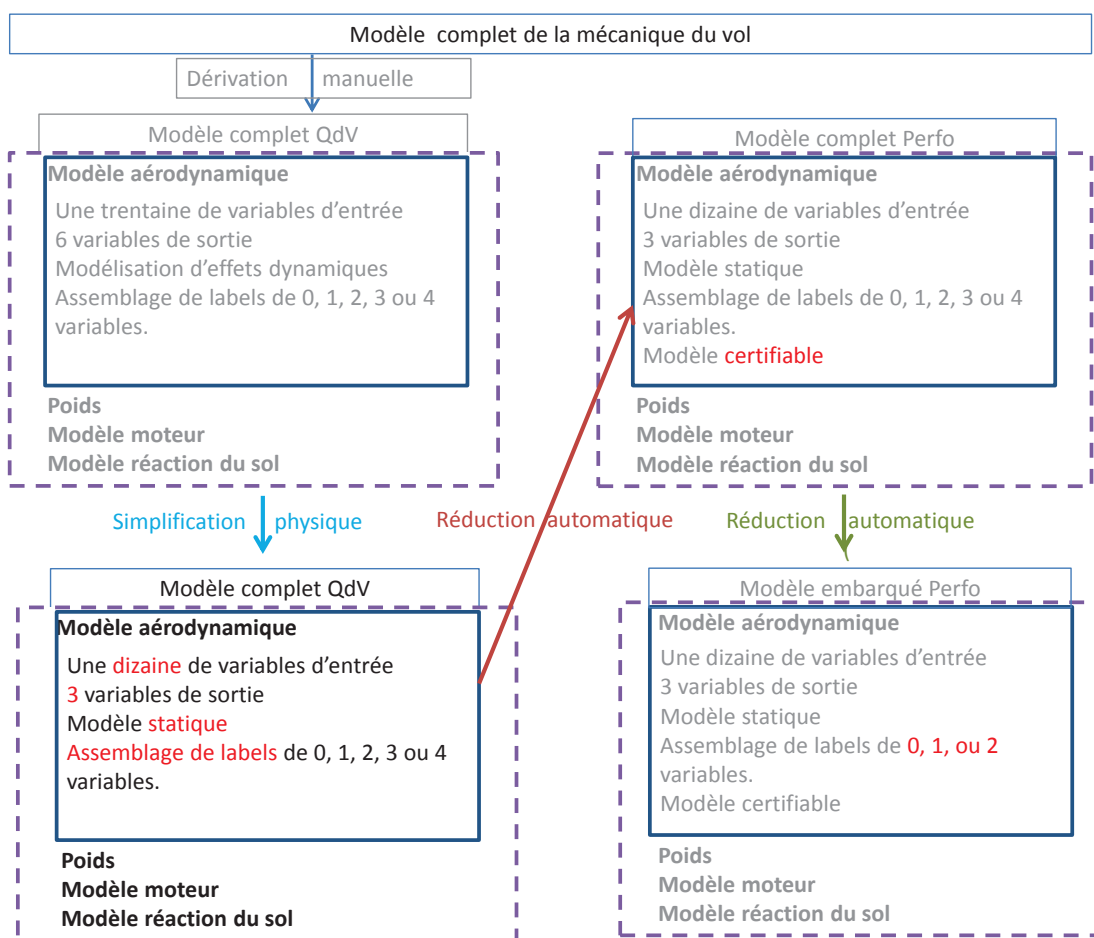 Modèle complet de la mécanique du vol
Dérivation manuelle
Modèle complet QdV
Modèle aérodynamique
Une trentaine de variables d'entrée
6 variables de sortie
Modélisation d'effets dynamiques
Assemblage de labels de 0, 1, 2, 3 ou 4
variables.
Poids
Modèle moteur
Modèle réaction du sol
Modèle complet Perfo
Modèle aérodynamique
Une dizaine de variables d'entrée
3 variables de sortie
Modèle statique
Assemblage de labels de 0, 1, 2, 3 ou 4
variables.
Modèle certifiable
Poids
Modèle moteur
Modèle réaction du sol
Simplification physique
Réduction automatique
Réduction automatique
Modèle complet QdV
Modèle aérodynamique
Une dizaine de variables d'entrée
3 variables de sortie
Modèle statique
Assemblage de labels de 0, 1, 2, 3 ou 4
variables.
Poids
Modèle moteur
Modèle réaction du sol
Modèle embarqué Perfo
Modèle aérodynamique
Une dizaine de variables d'entrée
3 variables de sortie
Modèle statique
Assemblage de labels de 0, 1, ou 2
variables.
Modèle certifiable
Poids
Modèle moteur
Modèle réaction du sol